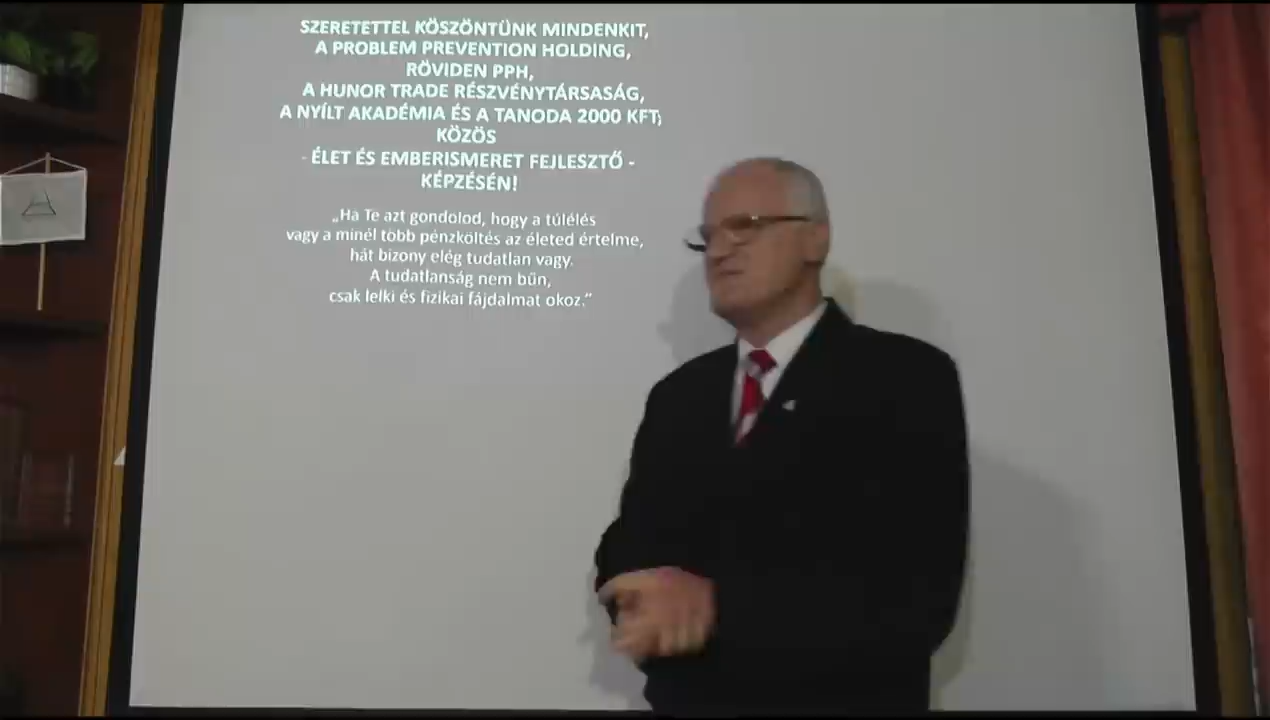 SZERETETTEL KÖSZÖNTÜNK MINDENKIT,
A PROBLEM PREVENTION HOLDING,
RÖVIDEN PPH,
A HUNOR TRADE RÉSZVÉNYTÁRSASÁG,
A NYÍLT AKADÉMIA ÉS A TANODA 2000 KFT,
KÖZÖS
- ÉLET ÉS EMBERISMERET FEJLESZTŐ -
KÉPZÉSÉN!
„Ha Te azt gondolod, hogy a túlélés
vagy a minél több pénzköltés az életed értelme,
hát bizony elég tudatlan vagy.
A tudatlanság nem bűn,
csak lelki és fizikai fájdalmat okoz.”